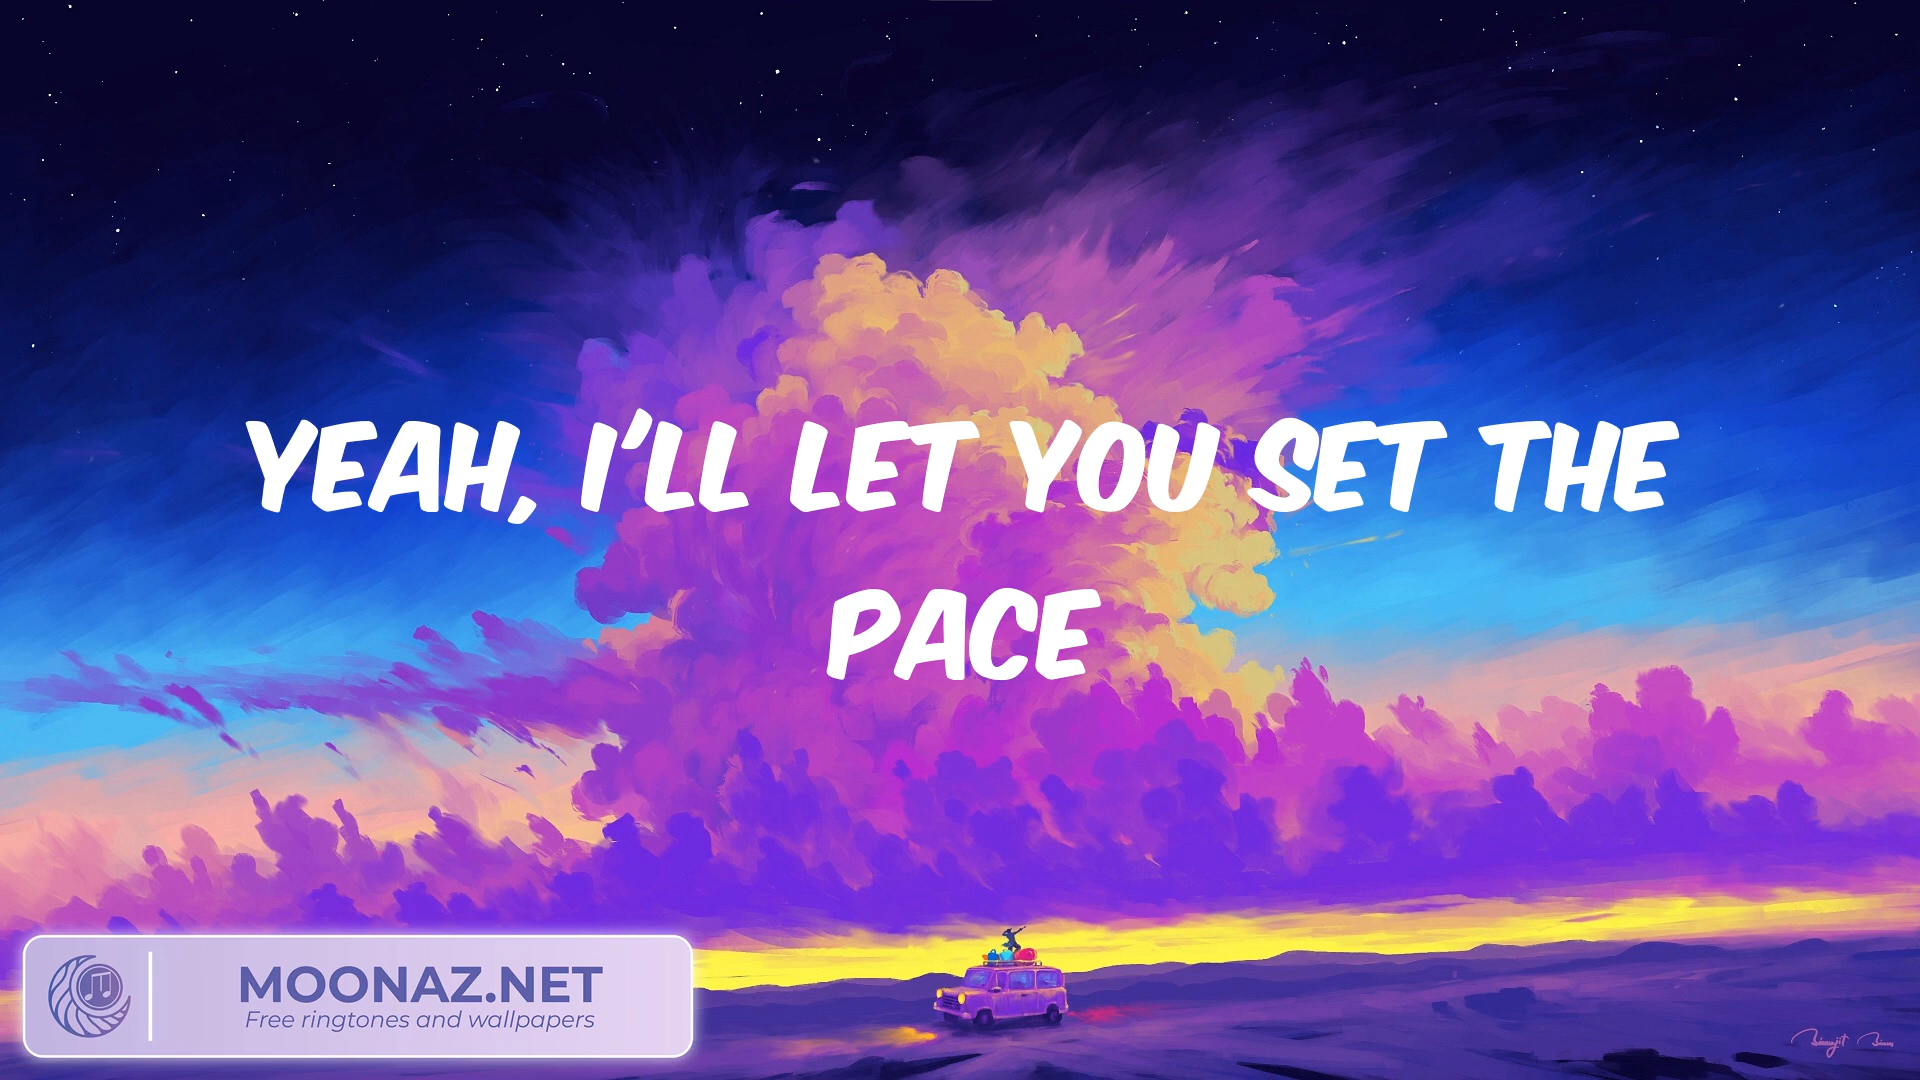 YEAH, I'LL LET YOU SET THE
PACE
MOONAZ.NET
Free ringtones and wallpapers